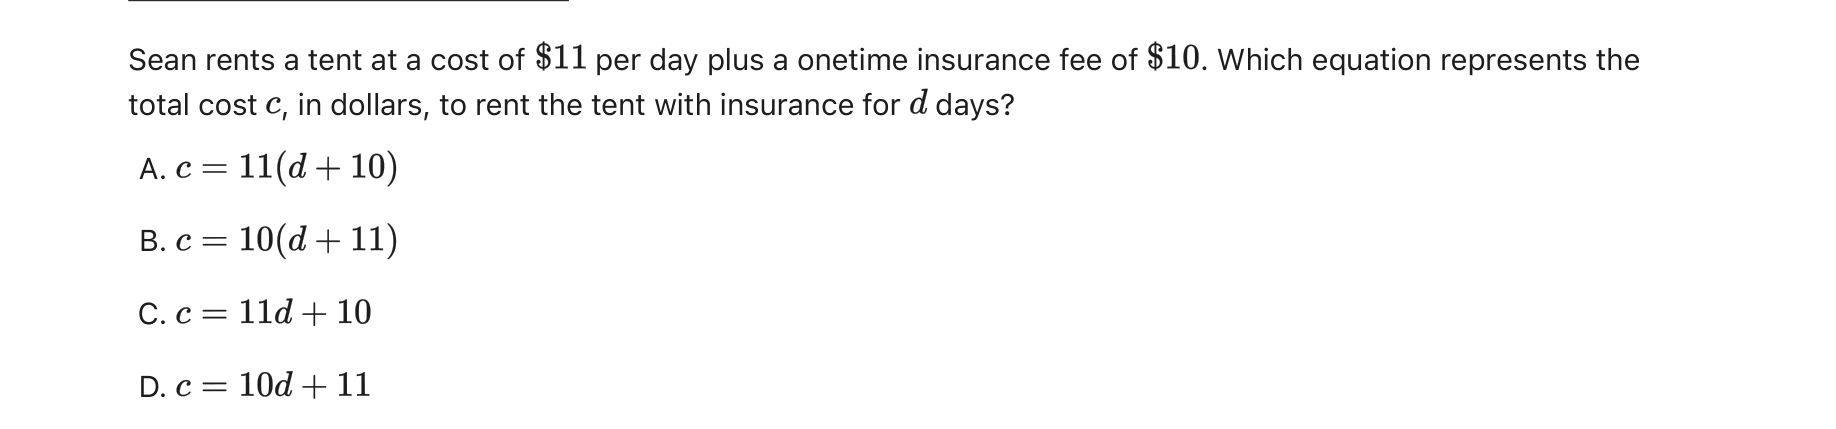 Sean rents a tent at a cost of $11 per day plus a onetime insurance fee of $10. Which equation represents the
total cost c, in dollars, to rent the tent with insurance for d days?
A. c = 11(d + 10)
B. c = 10(d + 11)
C. c = 11d + 10
D. c = 10d + 11